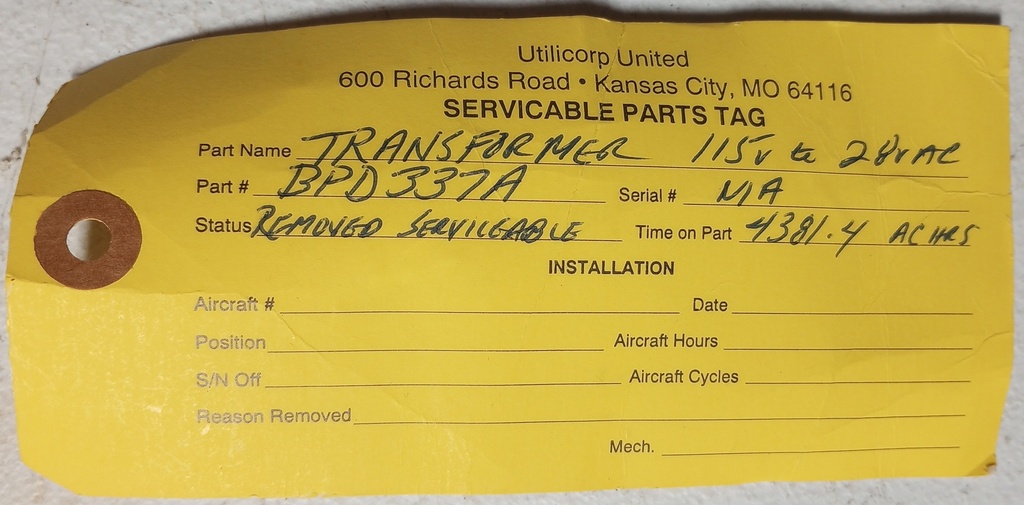 Utilicorp United
600 Richards Road • Kansas City, MO 64116
SERVICABLE PARTS TAG
Part Name TRANSFORMER 115v to 28vAC
Part # BPD337A Serial # N/A
Status REMOVED SERVICEABLE Time on Part 4381.4 AC HRS
INSTALLATION
Aircraft # Date
Position Aircraft Hours
S/N Off Aircraft Cycles
Reason Removed
Mech.